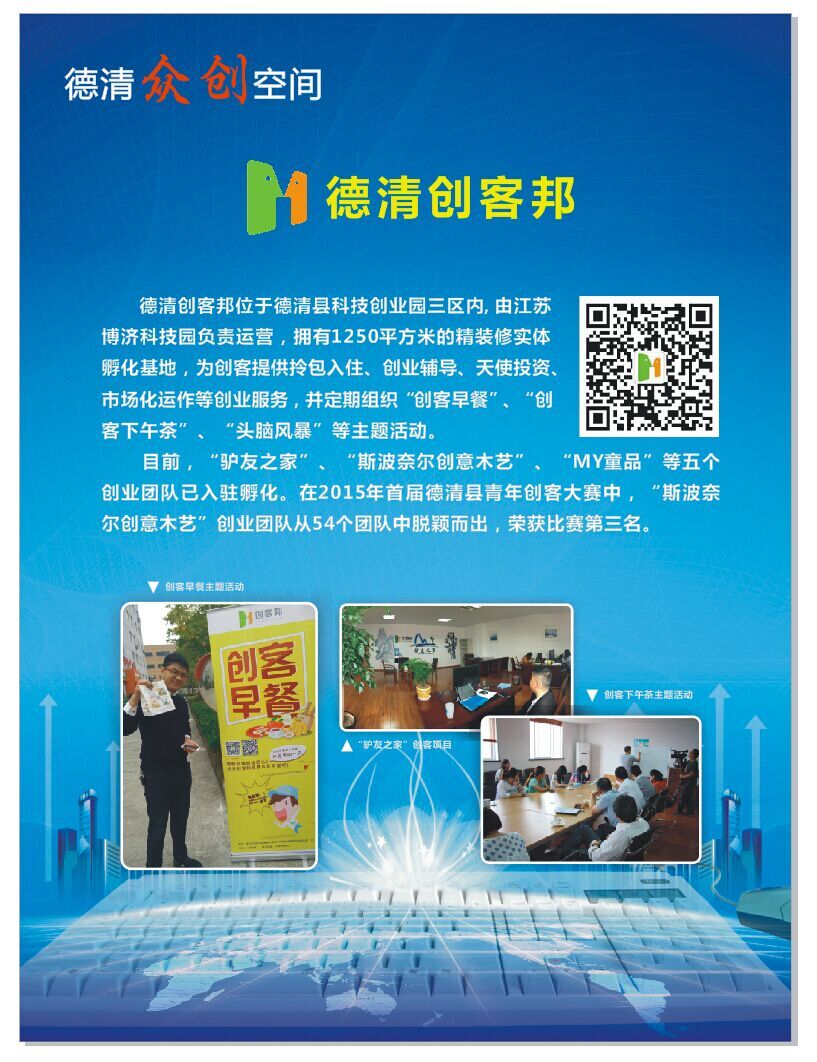 德清众创空间
德清创客邦
德清创客邦位于德清县科技创业园三区内,由江苏
博济科技园负责运营，拥有1250平方米的精装修实体
孵化基地，为创客提供拎包入住、创业辅导、天使投资、
市场化运作等创业服务，并定期组织“创客早餐”、“创
客下午茶”、“头脑风暴”等主题活动。
目前，“驴友之家”、“斯波奈尔创意木艺”、“MY童品”等五个
创业团队已入驻孵化。在2015年首届德清县青年创客大赛中，“斯波奈
尔创意木艺”创业团队从54个团队中脱颖而出，荣获比赛第三名。
▼ 创客早餐主题活动
创客邦
创客
早餐
▲“驴友之家”创客项目
▼ 创客下午茶主题活动